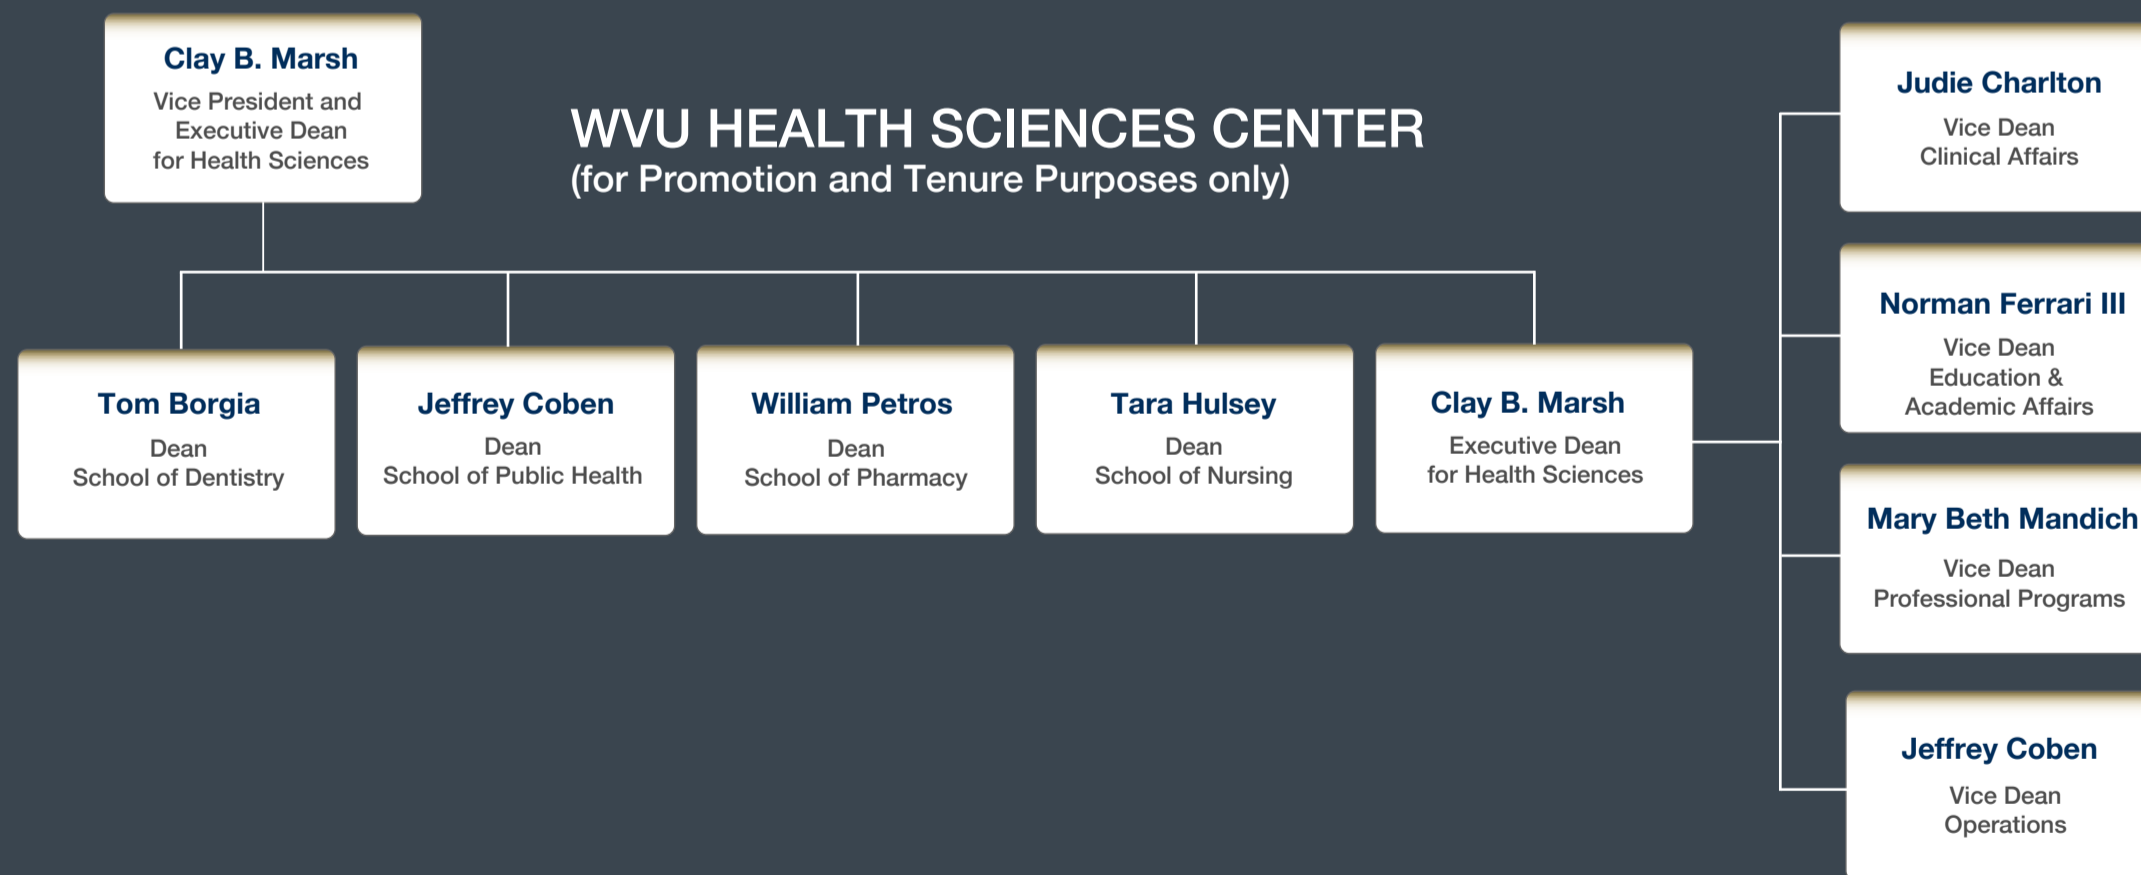 Clay B. Marsh
Vice President and
Executive Dean
for Health Sciences
WVU HEALTH SCIENCES CENTER
(for Promotion and Tenure Purposes only)
Tom Borgia
Dean
School of Dentistry
Jeffrey Coben
Dean
School of Public Health
William Petros
Dean
School of Pharmacy
Tara Hulsey
Dean
School of Nursing
Clay B. Marsh
Executive Dean
for Health Sciences
Judie Charlton
Vice Dean
Clinical Affairs
Norman Ferrari III
Vice Dean
Education &
Academic Affairs
Mary Beth Mandich
Vice Dean
Professional Programs
Jeffrey Coben
Vice Dean
Operations